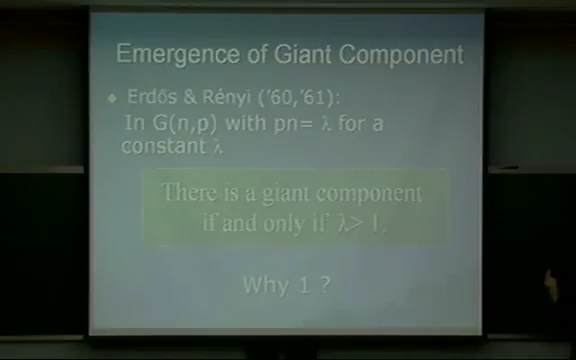 Emergence of Giant Component
Erdős & Rényi ('60,'61):
In G(n,p) with pn= λ for a
constant λ
There is a giant component
if and only if λ> 1.
Why 1 ?